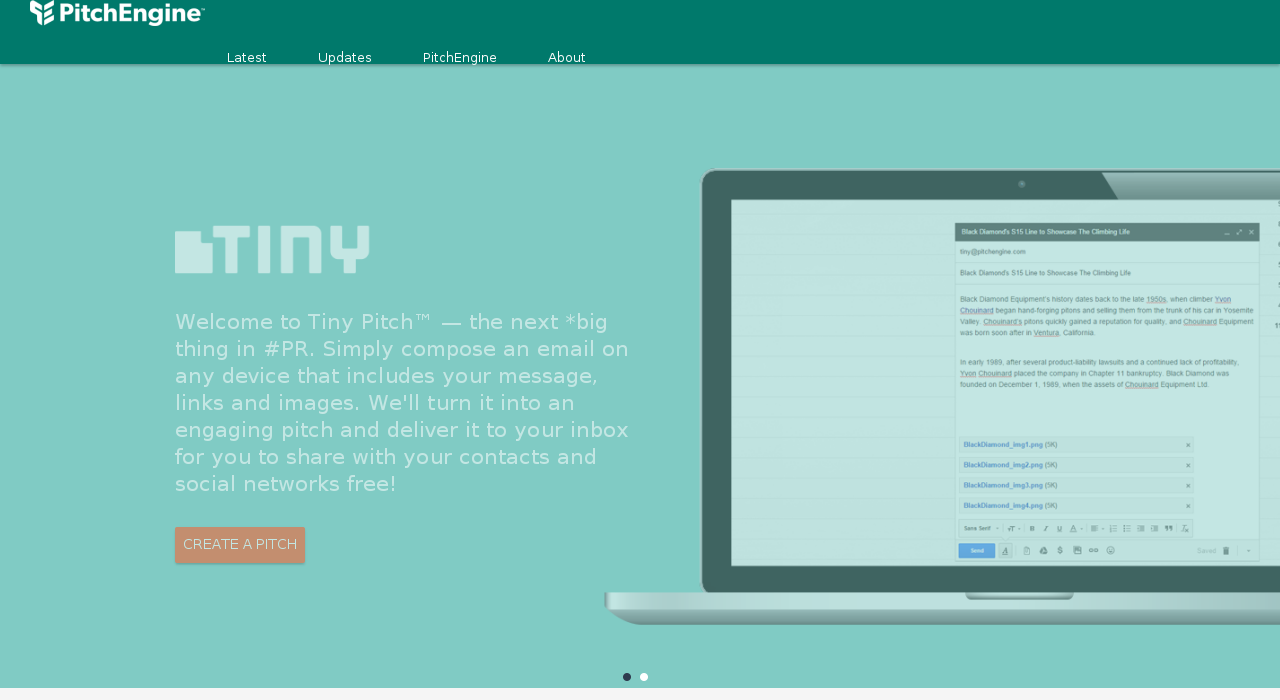 PitchEngine™
Latest Updates PitchEngine About
TINY
Welcome to Tiny Pitch™ — the next *big
thing in #PR. Simply compose an email on
any device that includes your message,
links and images. We'll turn it into an
engaging pitch and deliver it to your inbox
for you to share with your contacts and
social networks free!
CREATE A PITCH
Black Diamond's S15 Line to Showcase The Climbing Life
tiny@pitchengine.com
Black Diamond's S15 Line to Showcase The Climbing Life
Black Diamond Equipment's history dates back to the late 1950s, when climber Yvon
Chouinard began hand-forging pitons and selling them from the trunk of his car in Yosemite
Valley. Chouinard's pitons quickly gained a reputation for quality, and Chouinard Equipment
was born soon after in Ventura, California.
In early 1989, after several product-liability lawsuits and a continued lack of profitability,
Yvon Chouinard placed the company in Chapter 11 bankruptcy. Black Diamond was
founded on December 1, 1989, when the assets of Chouinard Equipment Ltd.
BlackDiamond_img1.png (5K)
BlackDiamond_img2.png (5K)
BlackDiamond_img3.png (5K)
BlackDiamond_img4.png (5K)
Sans Serif
Send Saved